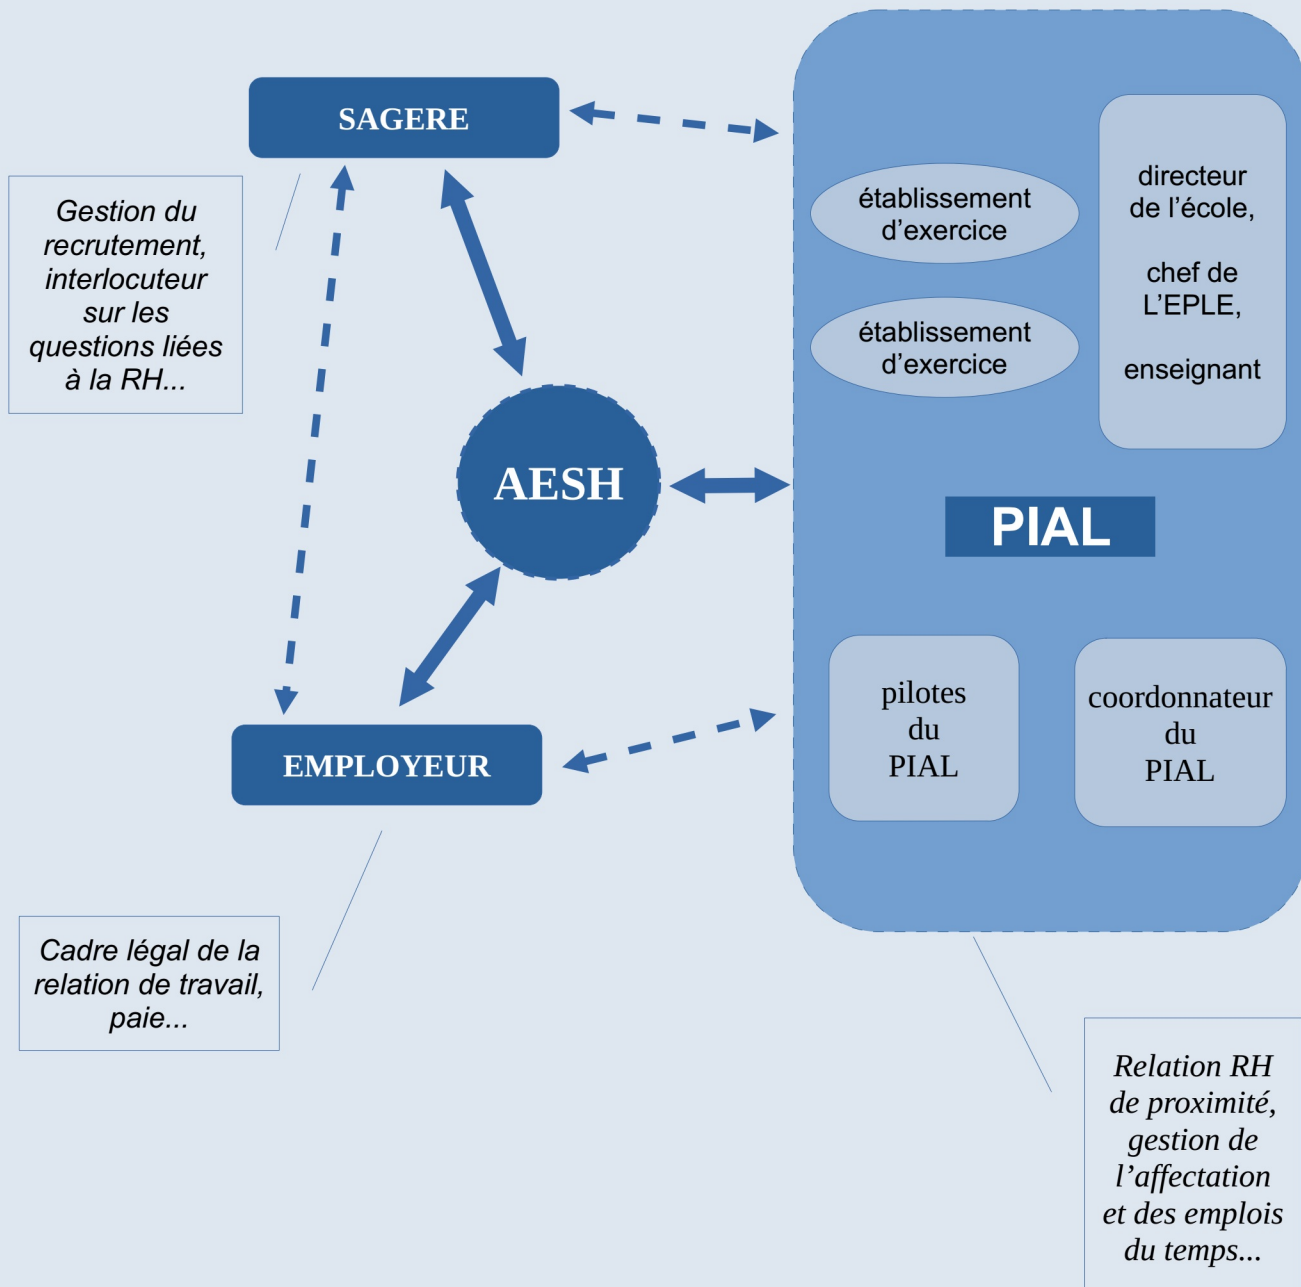 SAGERE
Gestion du
recrutement,
interlocuteur
sur les
questions liées
à la RH...
établissement
d'exercice
établissement
d'exercice
directeur
de l'école,
chef de
L'EPLE,
enseignant
AESH
PIAL
EMPLOYEUR
pilotes
du
PIAL
coordonnateur
du
PIAL
Cadre légal de la
relation de travail,
paie...
Relation RH
de proximité,
gestion de
l'affectation
et des emplois
du temps...